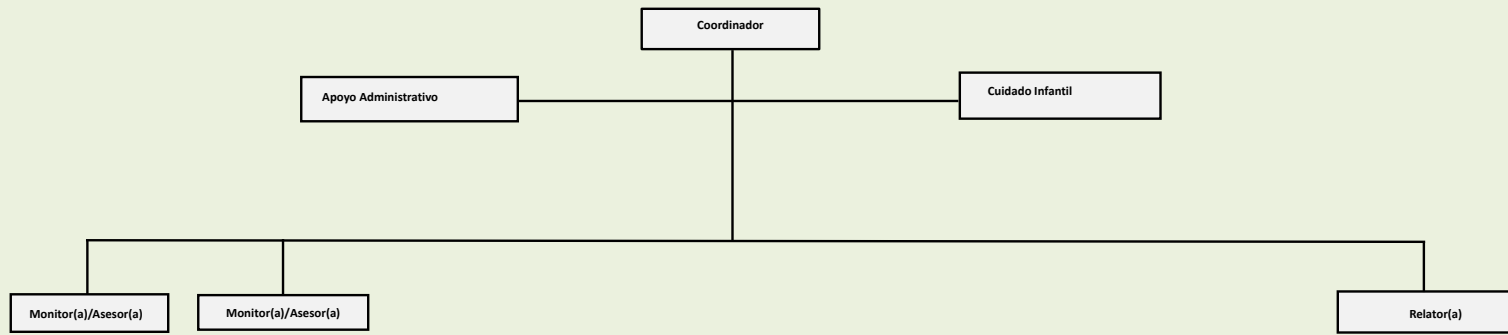 Coordinador
Apoyo Administrativo
Cuidado Infantil
Monitor(a)/Asesor(a)
Monitor(a)/Asesor(a)
Relator(a)